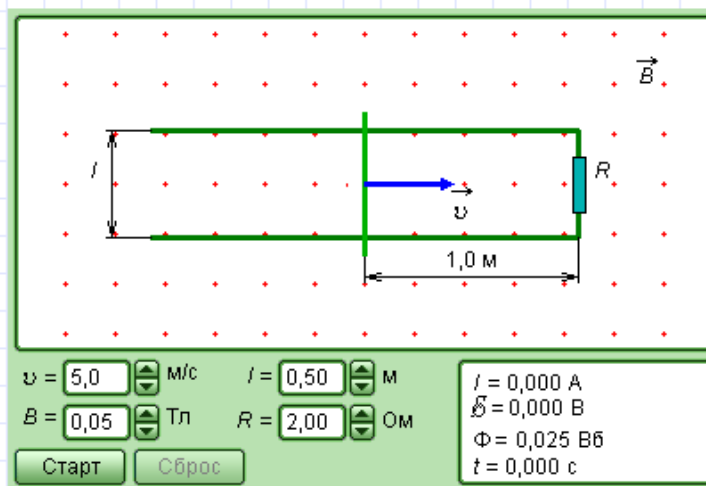 B
l
R
υ
1,0 м
υ = 5,0 м/с
l = 0,50 м
B = 0,05 Тл
R = 2,00 Ом
Старт
Сброс
I = 0,000 А
ℰ = 0,000 В
Φ = 0,025 Вб
t = 0,000 с